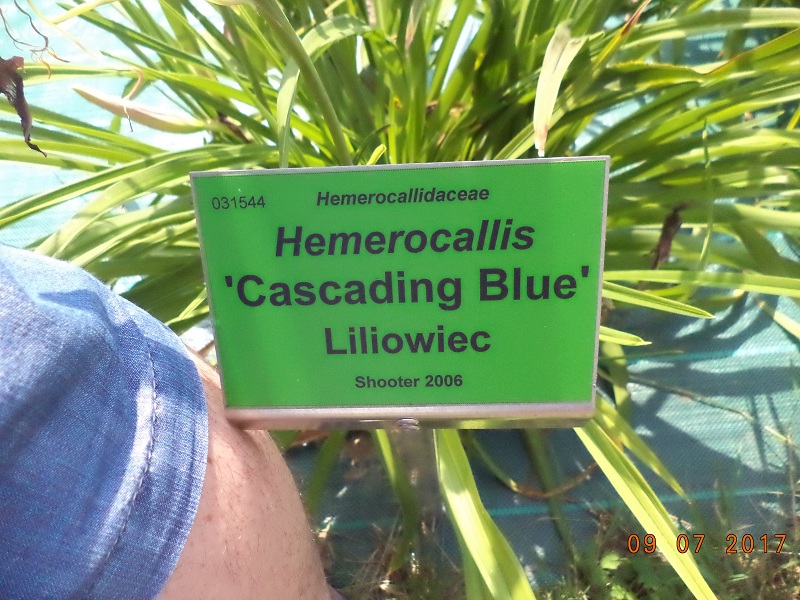 031544
Hemerocallidaceae
Hemerocallis
'Cascading Blue'
Liliowiec
Shooter 2006
09 07 2017